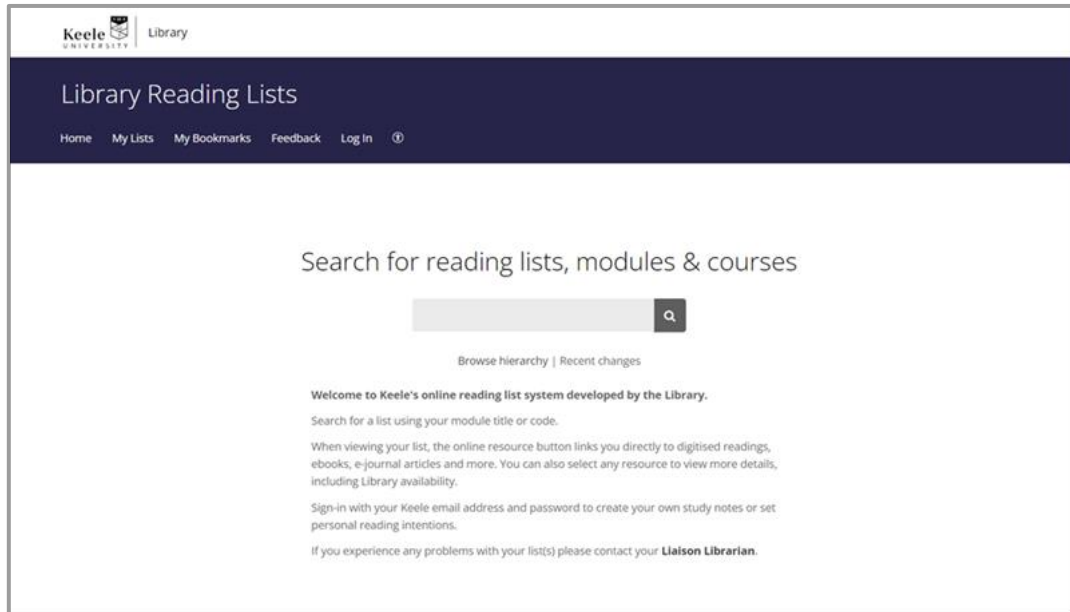 Keele
UNIVERSITY
Library
Library Reading Lists
Home My Lists My Bookmarks Feedback Log In
Search for reading lists, modules & courses
Browse hierarchy | Recent changes
Welcome to Keele's online reading list system developed by the Library.
Search for a list using your module title or code.
When viewing your list, the online resource button links you directly to digitised readings,
ebooks, e-journal articles and more. You can also select any resource to view more details,
including Library availability.
Sign-in with your Keele email address and password to create your own study notes or set
personal reading intentions.
If you experience any problems with your list(s) please contact your Liaison Librarian.